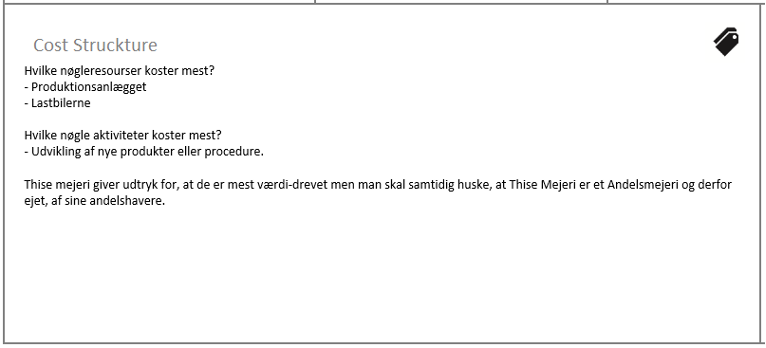 Cost Struckture
Hvilke nøgleresourser koster mest?
- Produktionsanlægget
- Lastbilerne
Hvilke nøgle aktiviteter koster mest?
- Udvikling af nye produkter eller procedure.
Thise mejeri giver udtryk for, at de er mest værdi-drevet men man skal samtidig huske, at Thise Mejeri er et Andelsmejeri og derfor
ejet, af sine andelshavere.